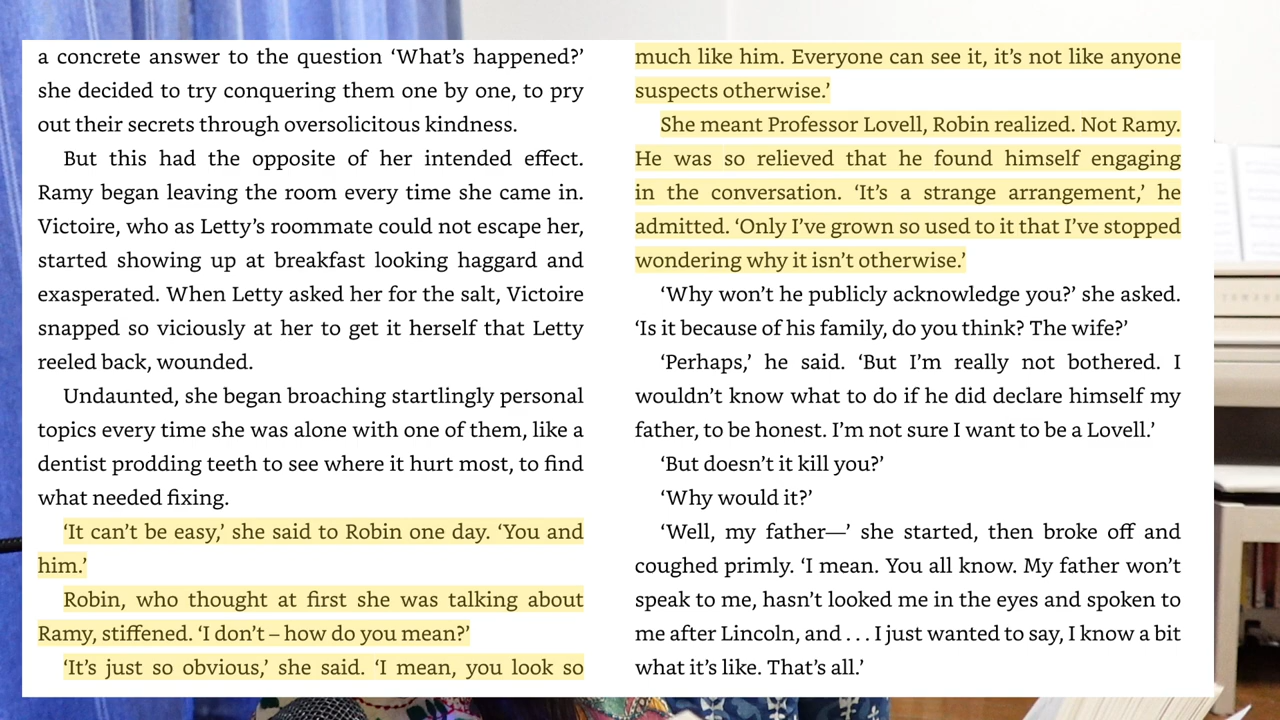 a concrete answer to the question ‘What’s happened?’
she decided to try conquering them one by one, to pry
out their secrets through oversolicitous kindness.
But this had the opposite of her intended effect.
Ramy began leaving the room every time she came in.
Victoire, who as Letty’s roommate could not escape her,
started showing up at breakfast looking haggard and
exasperated. When Letty asked her for the salt, Victoire
snapped so viciously at her to get it herself that Letty
reeled back, wounded.
Undaunted, she began broaching startlingly personal
topics every time she was alone with one of them, like a
dentist prodding teeth to see where it hurt most, to find
what needed fixing.
‘It can’t be easy,’ she said to Robin one day. ‘You and
him.’
Robin, who thought at first she was talking about
Ramy, stiffened. ‘I don’t – how do you mean?’
‘It’s just so obvious,’ she said. ‘I mean, you look so
much like him. Everyone can see it, it’s not like anyone
suspects otherwise.’
She meant Professor Lovell, Robin realized. Not Ramy.
He was so relieved that he found himself engaging
in the conversation. ‘It’s a strange arrangement,’ he
admitted. ‘Only I’ve grown so used to it that I’ve stopped
wondering why it isn’t otherwise.’
‘Why won’t he publicly acknowledge you?’ she asked.
‘Is it because of his family, do you think? The wife?’
‘Perhaps,’ he said. ‘But I’m really not bothered. I
wouldn’t know what to do if he did declare himself my
father, to be honest. I’m not sure I want to be a Lovell.’
‘But doesn’t it kill you?’
‘Why would it?’
‘Well, my father—’ she started, then broke off and
coughed primly. ‘I mean. You all know. My father won’t
speak to me, hasn’t looked me in the eyes and spoken to
me after Lincoln, and . . . I just wanted to say, I know a bit
what it’s like. That’s all.’